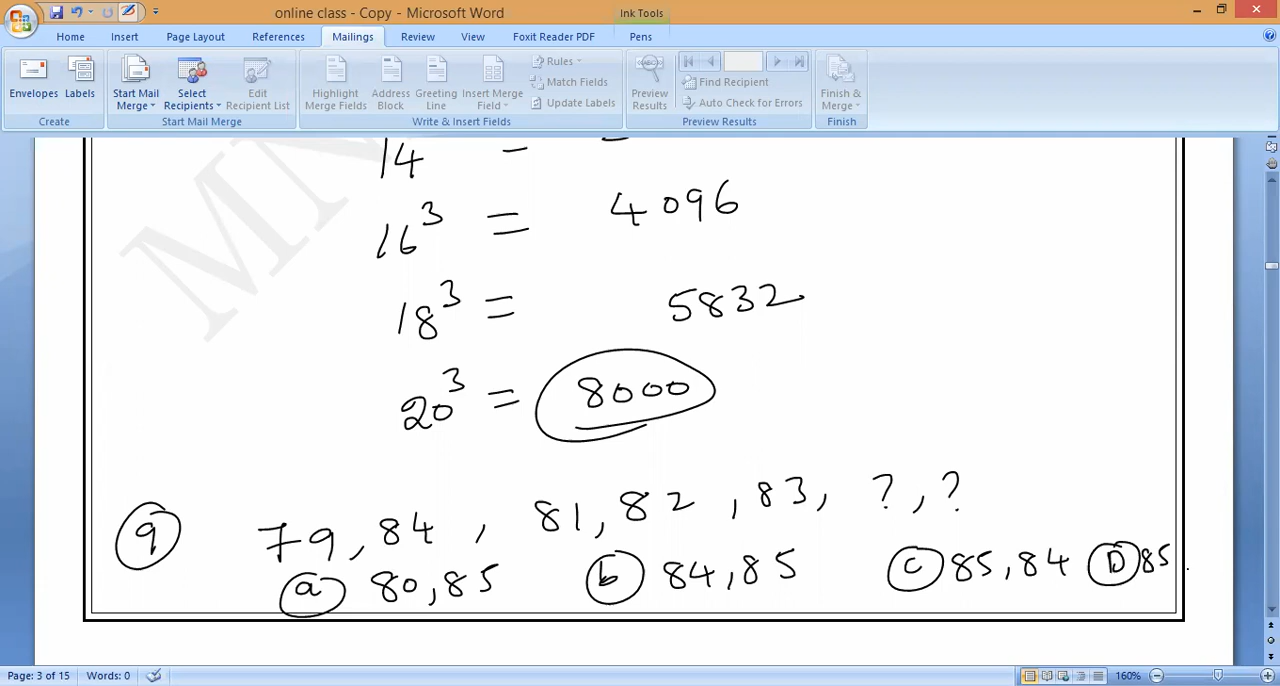 online class - Copy - Microsoft Word
Ink Tools
Home Insert Page Layout References Mailings Review View Foxit Reader PDF Pens
Envelopes Labels
Start Mail Merge Select Recipients Edit Recipient List
Highlight Merge Fields Address Block Greeting Line Insert Merge Field
Rules
Match Fields
Update Labels
Preview Results
Find Recipient
Auto Check for Errors
Finish & Merge
Create Start Mail Merge Write & Insert Fields Preview Results Finish
14 =
16³ = 4096
18³ = 5832
20³ = 8000
9 79, 84, 81, 82, 83, ?, ?
a 80, 85 b 84, 85 c 85, 84 D 85
MN
Page: 3 of 15 Words: 0 160%